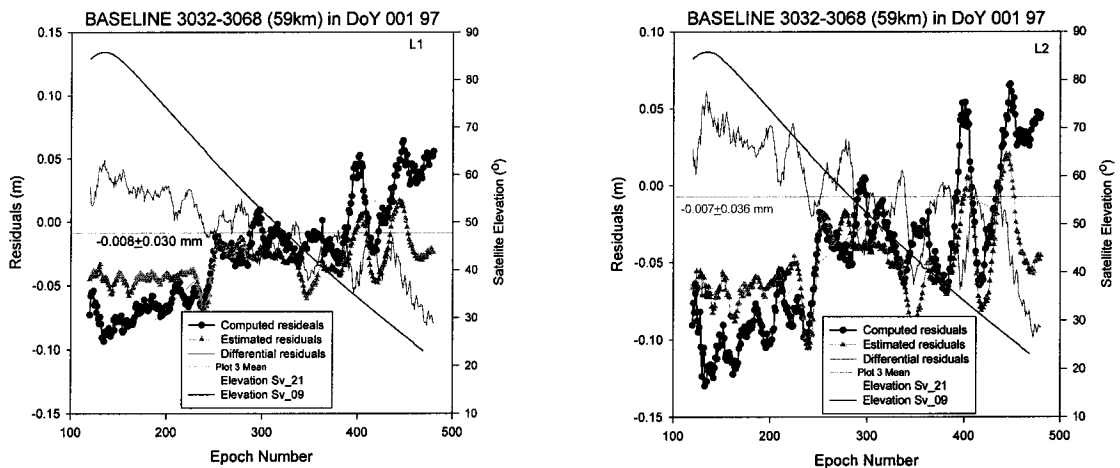 BASELINE 3032-3068 (59km) in DoY 001 97
L1
0.15
0.10
0.05
0.00
-0.05
-0.10
-0.15
Residuals (m)
90
80
70
60
50
40
30
20
10
Satellite Elevation (º)
-0.008±0.030 mm
Computed resideals
Estimated residuals
Differential residuals
Plot 3 Mean
Elevation Sv_21
Elevation Sv_09
100
200
300
400
500
Epoch Number
BASELINE 3032-3068 (59km) in DoY 001 97
L2
0.10
0.05
0.00
-0.05
-0.10
-0.15
Residuals (m)
90
80
70
60
50
40
30
20
10
Satellite Elevation (º)
-0.007±0.036 mm
Computed residuals
Estimated residuals
Differential residuals
Plot 3 Mean
Elevation Sv_21
Elevation Sv_09
100
200
300
400
500
Epoch Number